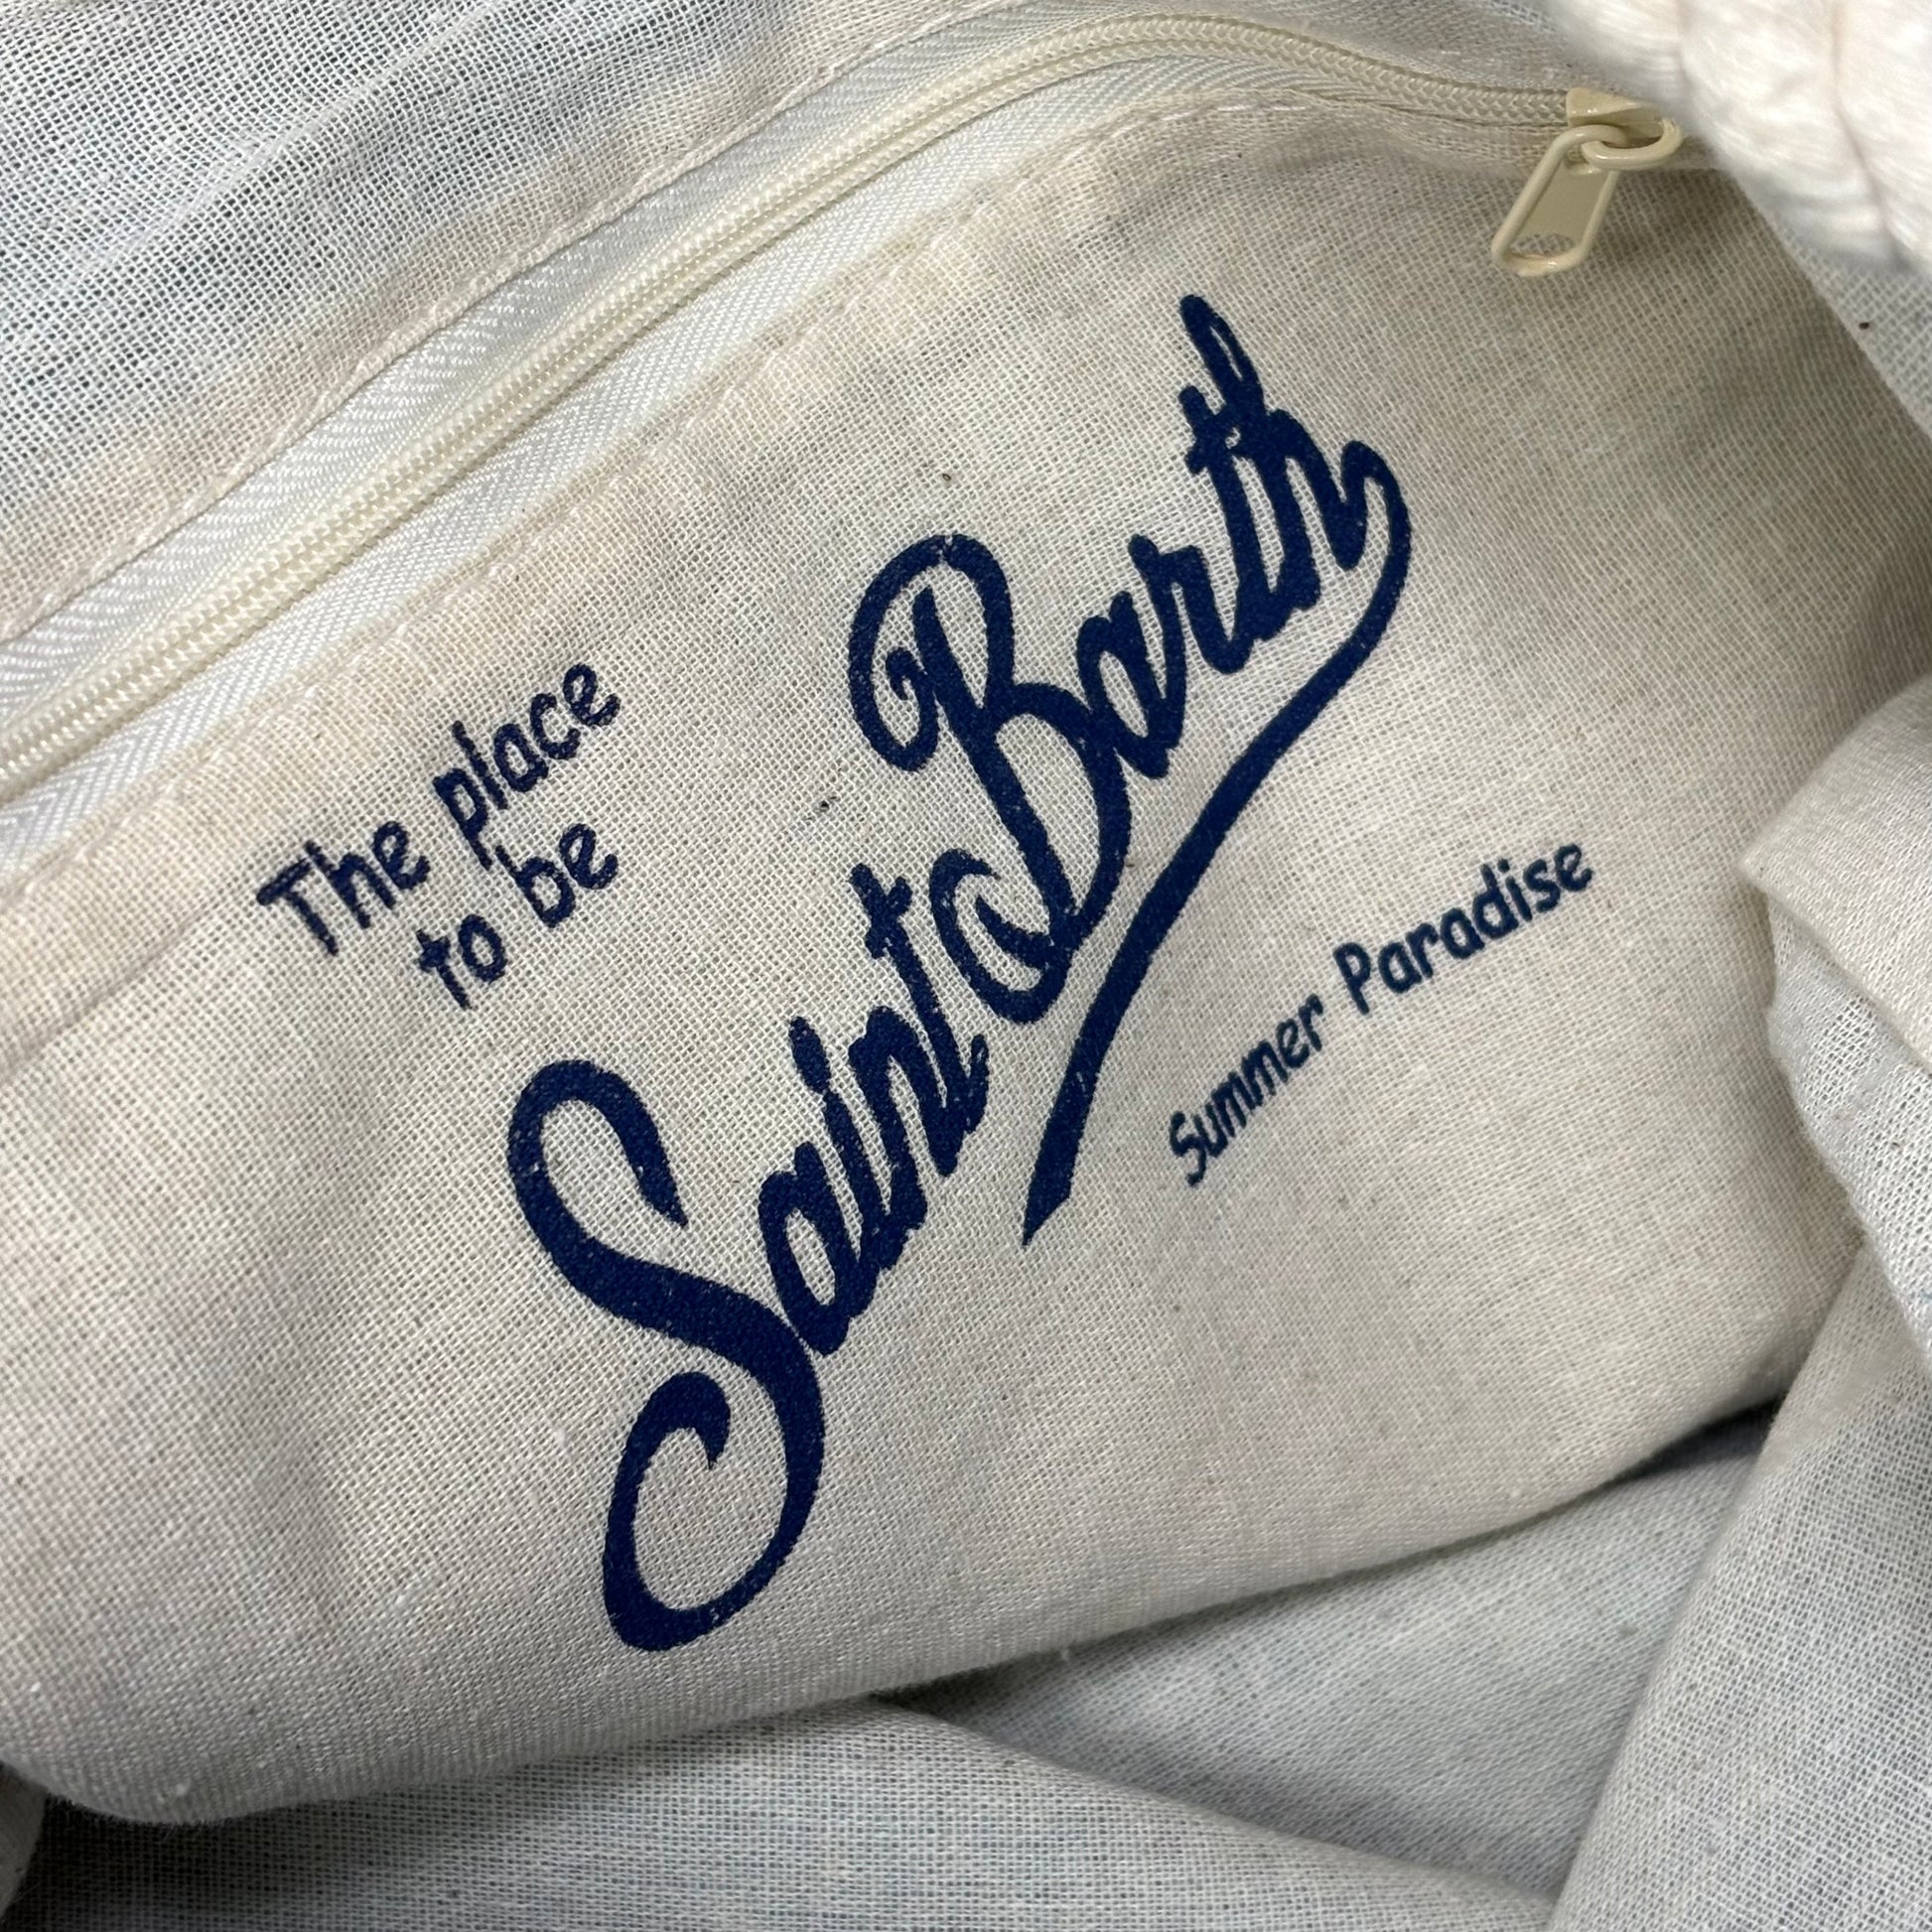 The place
to be
Saint Barth
Summer Paradise